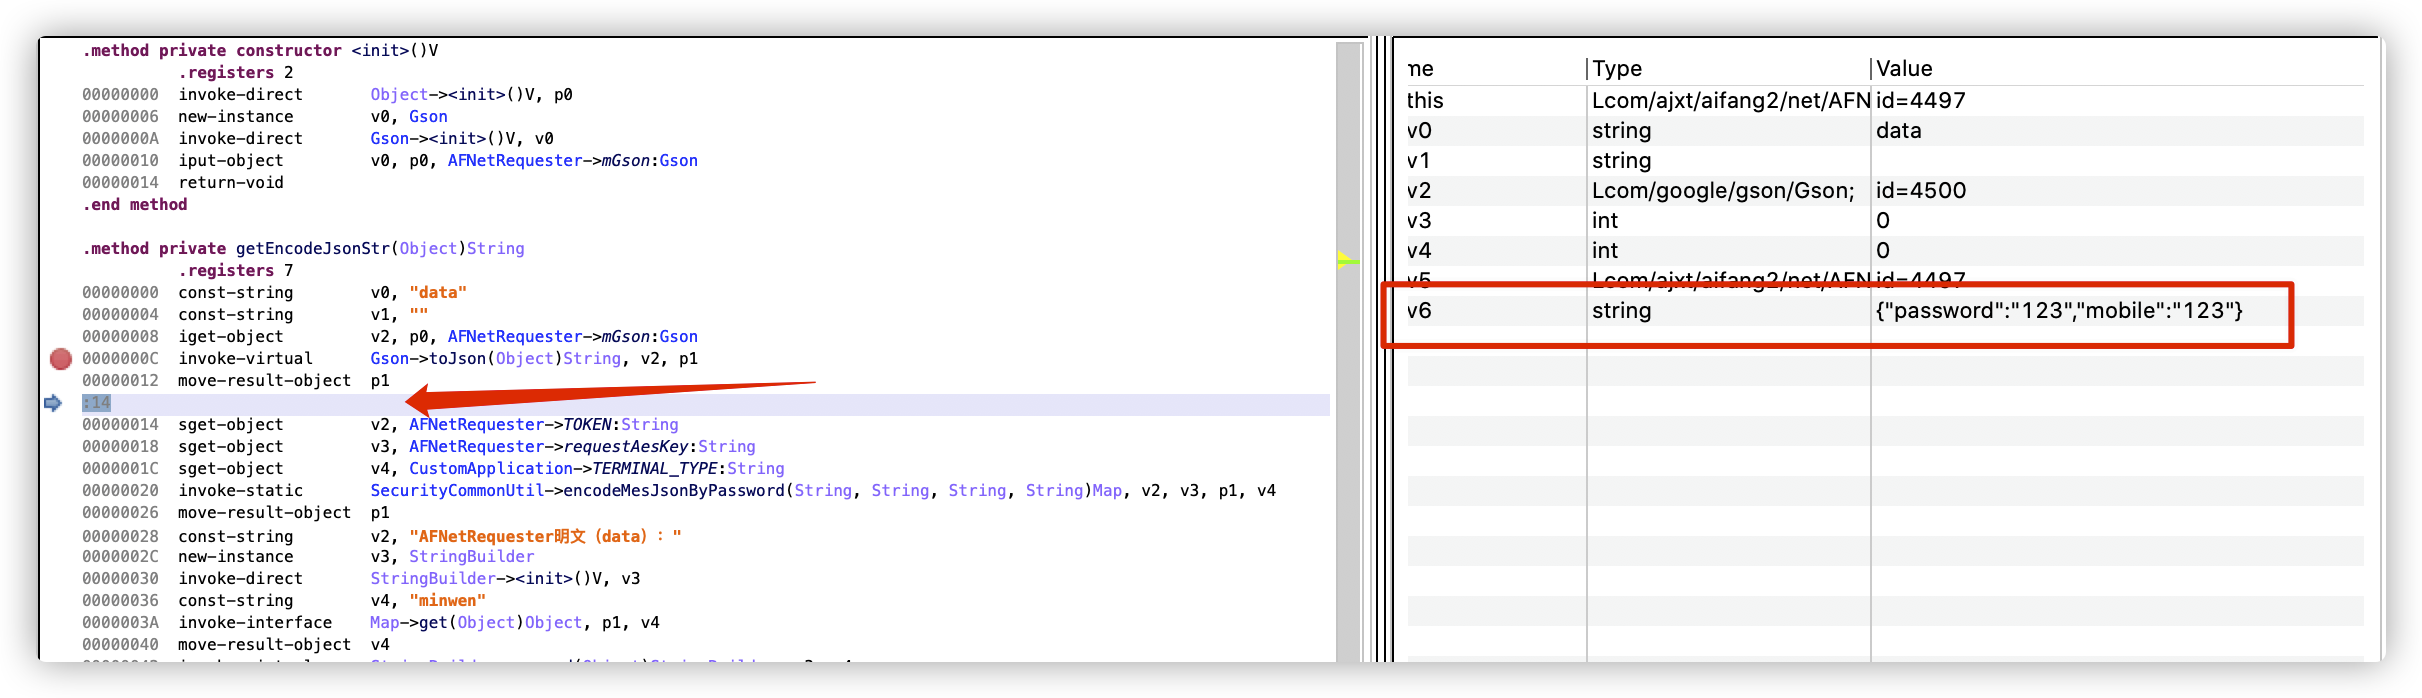 .method private constructor <init>()V
.registers 2
00000000 invoke-direct Object-><init>()V, p0
00000006 new-instance v0, Gson
0000000A invoke-direct Gson-><init>()V, v0
00000010 iput-object v0, p0, AFNetRequester->mGson:Gson
00000014 return-void
.end method
.method private getEncodeJsonStr(Object)String
.registers 7
00000000 const-string v0, "data"
00000004 const-string v1, ""
00000008 iget-object v2, p0, AFNetRequester->mGson:Gson
0000000C invoke-virtual Gson->toJson(Object)String, v2, p1
00000012 move-result-object p1
:14
00000014 sget-object v2, AFNetRequester->TOKEN:String
00000018 sget-object v3, AFNetRequester->requestAesKey:String
0000001C sget-object v4, CustomApplication->TERMINAL_TYPE:String
00000020 invoke-static SecurityCommonUtil->encodeMesJsonByPassword(String, String, String, String)Map, v2, v3, p1, v4
00000026 move-result-object p1
00000028 const-string v2, "AFNetRequester明文（data）："
0000002C new-instance v3, StringBuilder
00000030 invoke-direct StringBuilder-><init>()V, v3
00000036 const-string v4, "minwen"
0000003A invoke-interface Map->get(Object)Object, p1, v4
00000040 move-result-object v4
me Type Value
this Lcom/ajxt/aifang2/net/AFN id=4497
v0 string data
v1 string
v2 Lcom/google/gson/Gson; id=4500
v3 int 0
v4 int 0
v5 Lcom/ajxt/aifang2/net/AFN id=4497
v6 string {"password":"123","mobile":"123"}